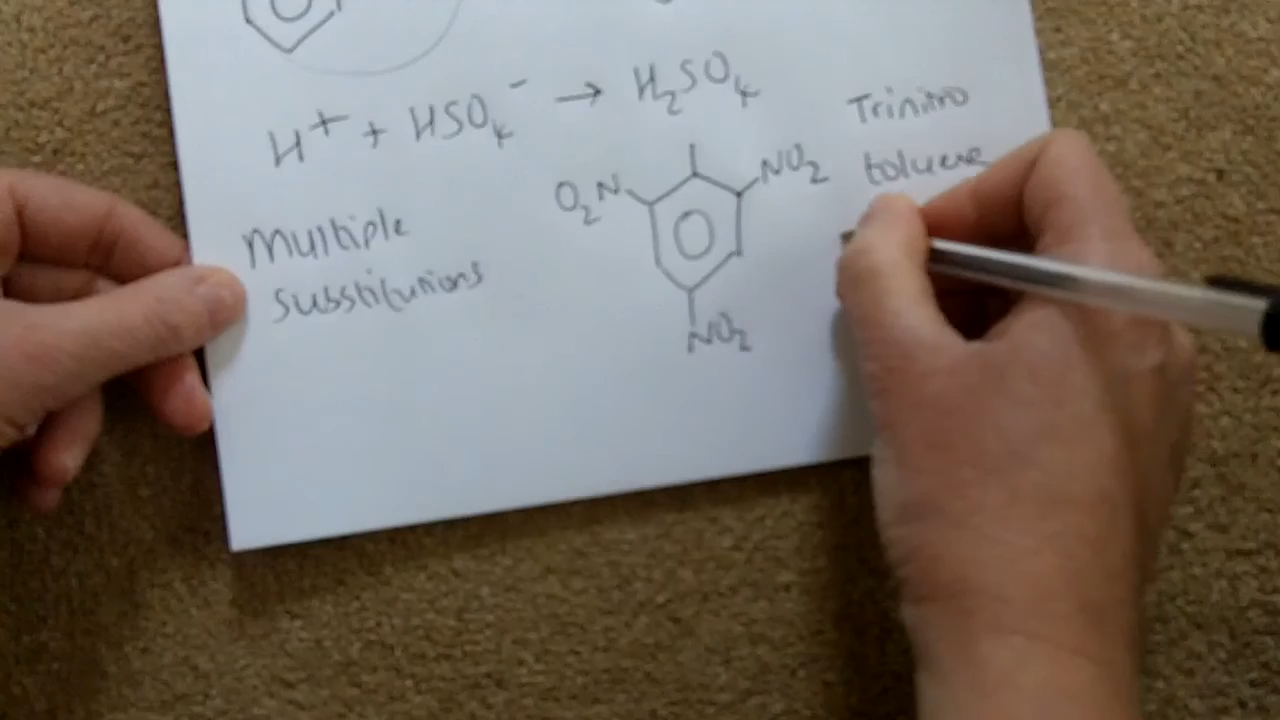 H⁺ + HSO₄⁻ → H₂SO₄
Trinitro
toluene
O₂N
NO₂
Multiple
substitutions
NO₂